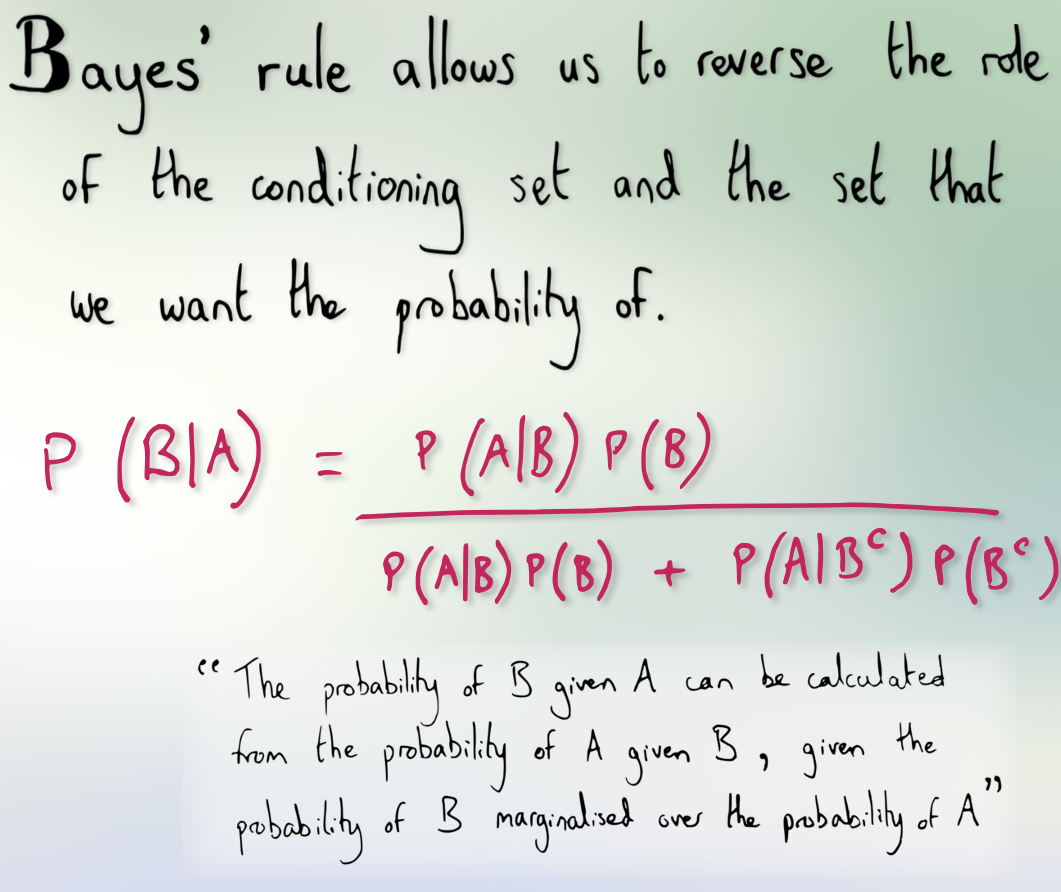 Bayes' rule allows us to reverse the role
of the conditioning set and the set that
we want the probability of.
P (B|A) = P (A|B) P (B)
P (A|B) P (B) + P (A|Bᶜ) P (Bᶜ)
“ The probability of B given A can be calculated
from the probability of A given B, given the
probability of B marginalised over the probability of A”